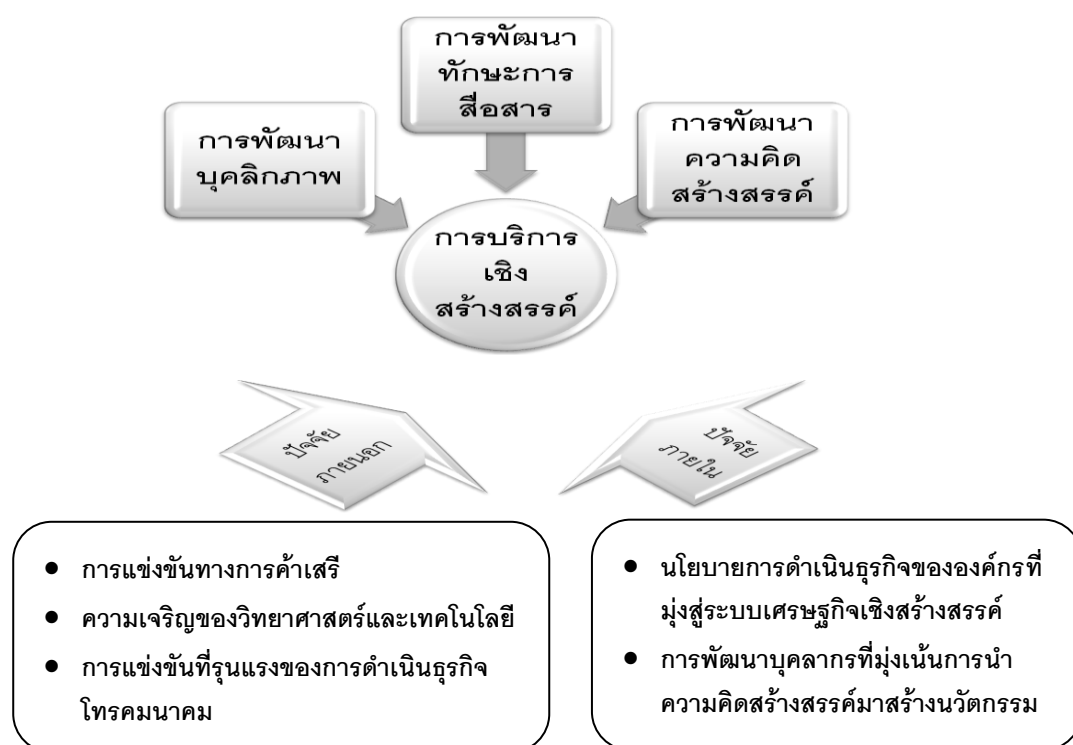 การพัฒนา
ทักษะการ
สื่อสาร
การพัฒนา
บุคลิกภาพ
การพัฒนา
ความคิด
สร้างสรรค์
การบริการ
เชิง
สร้างสรรค์
ปัจจัย
ภายนอก
ปัจจัย
ภายใน
• การแข่งขันทางการค้าเสรี
• ความเจริญของวิทยาศาสตร์และเทคโนโลยี
• การแข่งขันที่รุนแรงของการดำเนินธุรกิจ
โทรคมนาคม
• นโยบายการดำเนินธุรกิจขององค์กรที่
มุ่งสู่ระบบเศรษฐกิจเชิงสร้างสรรค์
• การพัฒนาบุคลากรที่มุ่งเน้นการนำ
ความคิดสร้างสรรค์มาสร้างนวัตกรรม